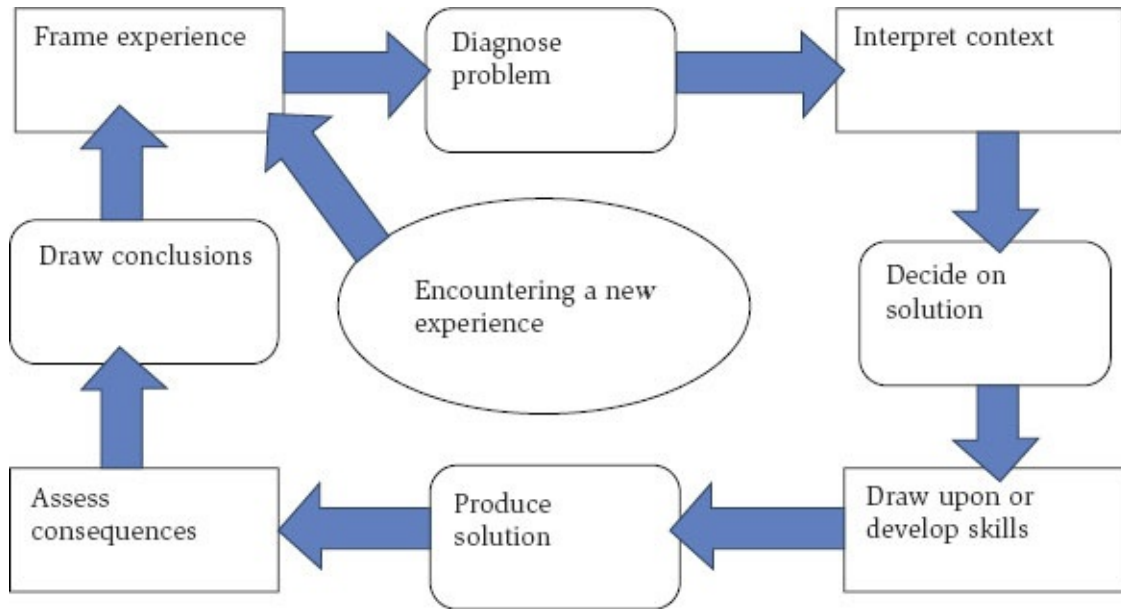 Frame experience
Diagnose
problem
Interpret context
Decide on
solution
Draw upon or
develop skills
Produce
solution
Assess
consequences
Draw conclusions
Encountering a new
experience